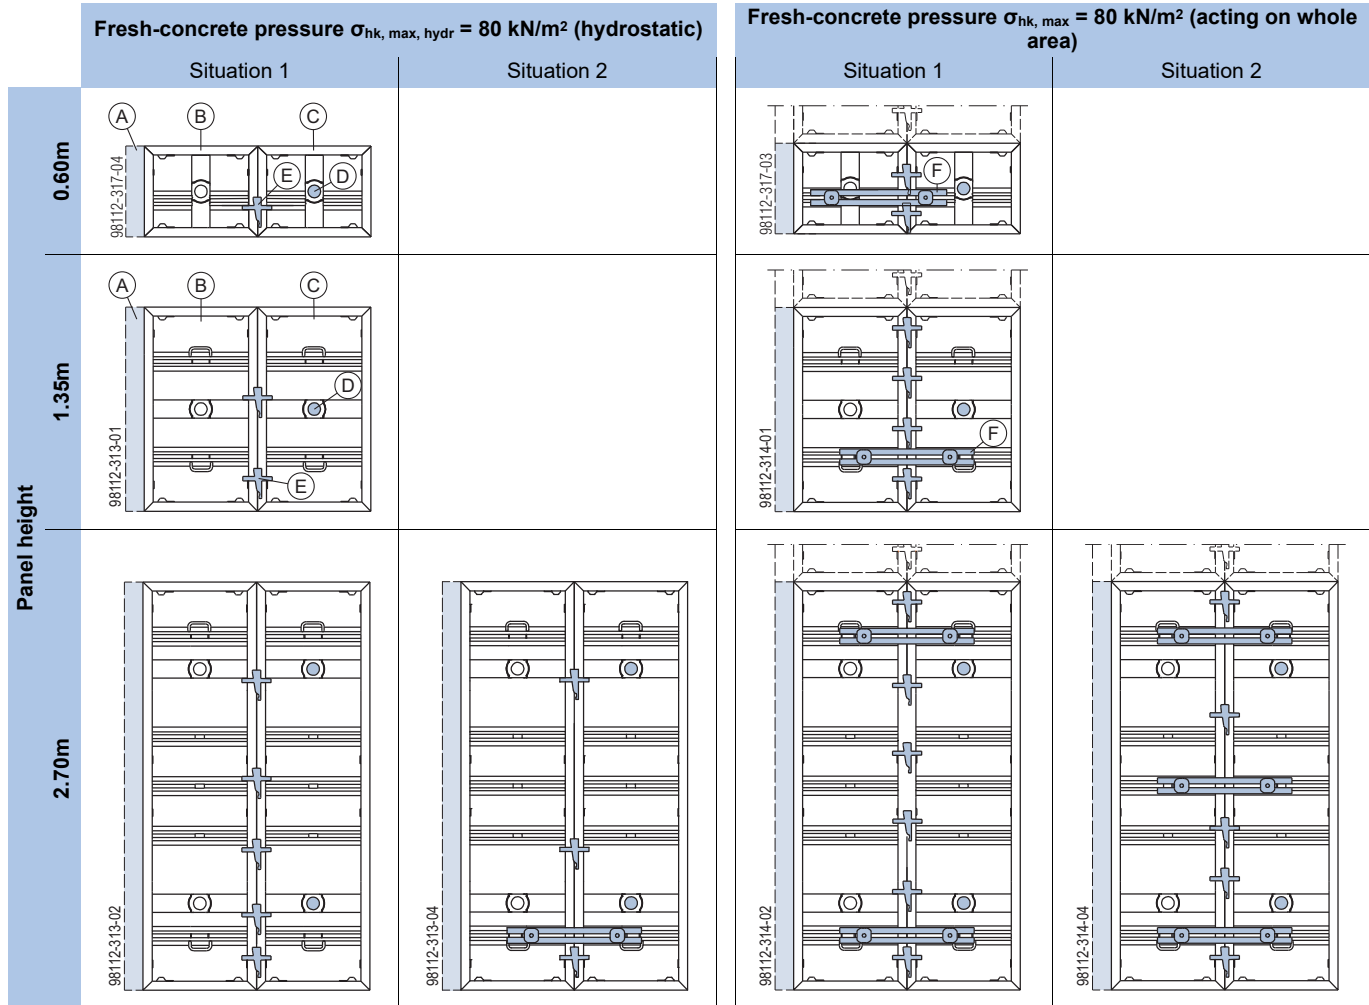 Fresh-concrete pressure σhk, max, hydr = 80 kN/m² (hydrostatic)
Fresh-concrete pressure σhk, max = 80 kN/m² (acting on whole
area)
Situation 1
Situation 2
Situation 1
Situation 2
Panel height
0.60m
A
B
C
D
E
98112-317-04
F
98112-317-03
1.35m
A
B
C
D
E
98112-313-01
F
98112-314-01
2.70m
98112-313-02
98112-313-04
98112-314-02
98112-314-04